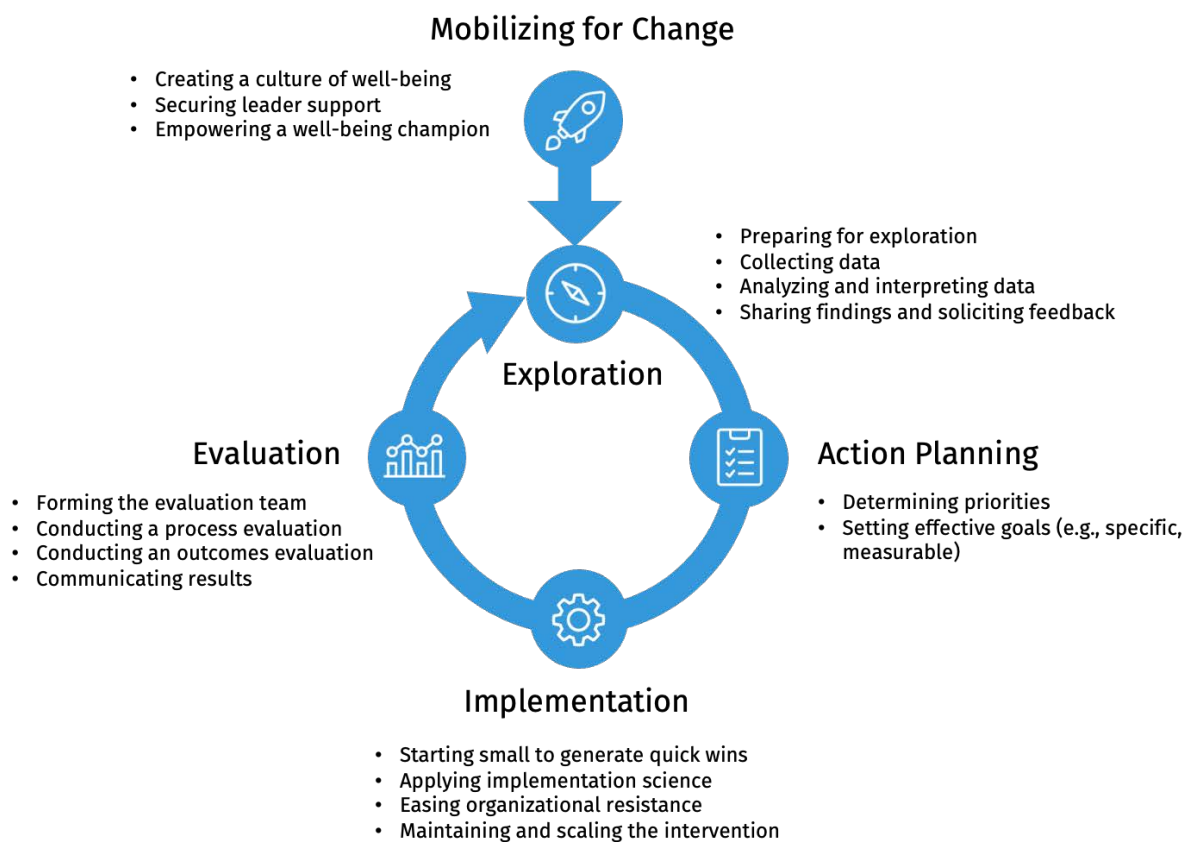 Mobilizing for Change
• Creating a culture of well-being
• Securing leader support
• Empowering a well-being champion
• Preparing for exploration
• Collecting data
• Analyzing and interpreting data
• Sharing findings and soliciting feedback
Exploration
Action Planning
• Determining priorities
• Setting effective goals (e.g., specific,
measurable)
Implementation
• Starting small to generate quick wins
• Applying implementation science
• Easing organizational resistance
• Maintaining and scaling the intervention
Evaluation
• Forming the evaluation team
• Conducting a process evaluation
• Conducting an outcomes evaluation
• Communicating results